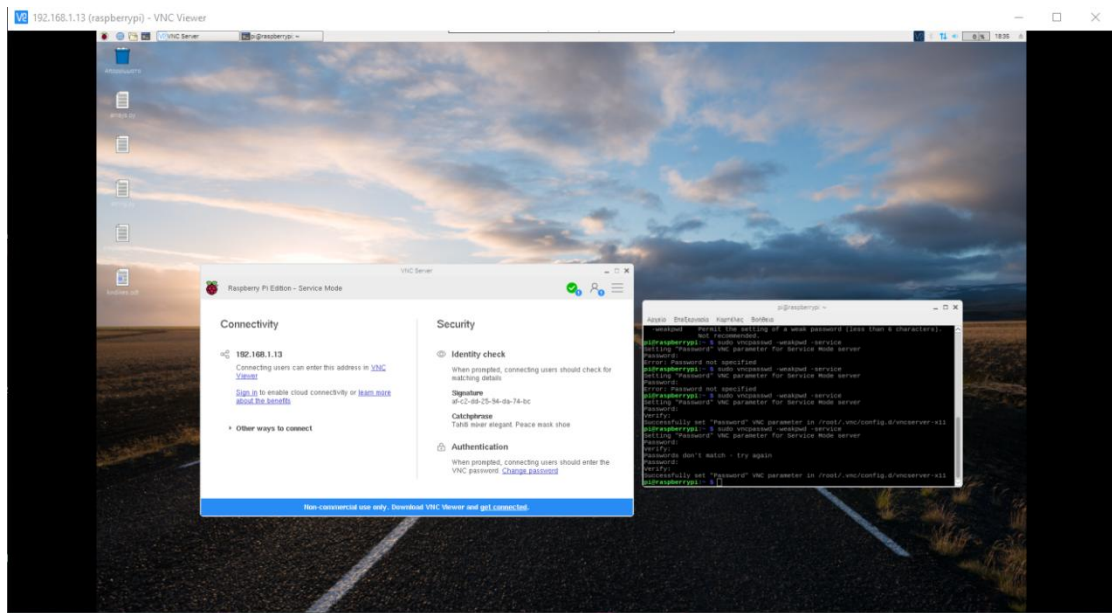 192.168.1.13 (raspberrypi) - VNC Viewer
VNC Server
pi@raspberrypi: ~
18:35
arrays.py
VNC Server
Raspberry Pi Edition - Service Mode
Connectivity
192.168.1.13
Connecting users can enter this address in VNC
Viewer
Sign in to enable cloud connectivity or learn more
about the benefits
Other ways to connect
Security
Identity check
When prompted, connecting users should check for
matching details
Signature
af-c2-dd-25-94-da-74-bc
Catchphrase
Tahiti mixer elegant. Peace mask shoe
Authentication
When prompted, connecting users should enter the
VNC password. Change password
Non-commercial use only. Download VNC Viewer and get connected.
pi@raspberrypi: ~
Αρχείο Επεξεργασία Καρτέλες Βοήθεια
-weakpwd Permit the setting of a weak password (less than 6 characters).
Not recommended.
pi@raspberrypi:~ $ sudo vncpasswd -weakpwd -service
Setting "Password" VNC parameter for Service Mode server
Password:
Error: Password not specified
pi@raspberrypi:~ $ sudo vncpasswd -weakpwd -service
Setting "Password" VNC parameter for Service Mode server
Password:
Error: Password not specified
pi@raspberrypi:~ $ sudo vncpasswd -weakpwd -service
Setting "Password" VNC parameter for Service Mode server
Password:
Verify:
Successfully set "Password" VNC parameter in /root/.vnc/config.d/vncserver-x11
pi@raspberrypi:~ $ sudo vncpasswd -weakpwd -service
Setting "Password" VNC parameter for Service Mode server
Password:
Verify:
Passwords don't match - try again
Password:
Verify:
Successfully set "Password" VNC parameter in /root/.vnc/config.d/vncserver-x11
pi@raspberrypi:~ $